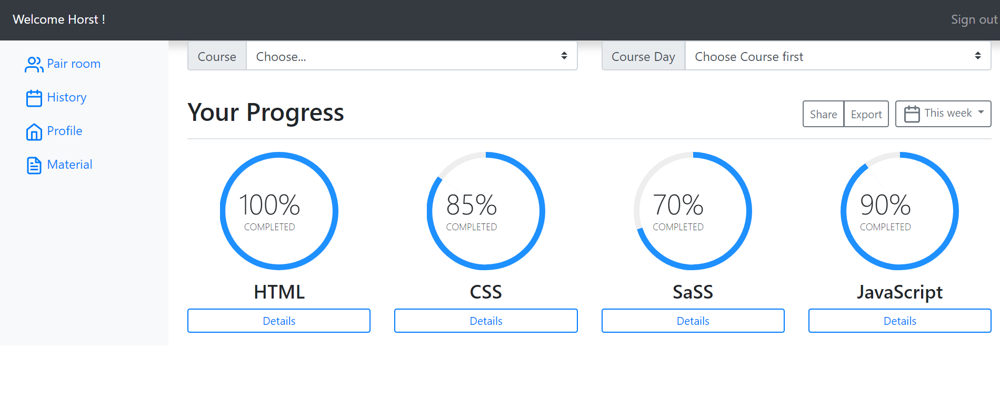 Welcome Horst !
Sign out
Pair room
History
Profile
Material
Course
Choose...
Course Day
Choose Course first
Your Progress
Share
Export
This week
100%
COMPLETED
HTML
Details
85%
COMPLETED
CSS
Details
70%
COMPLETED
SaSS
Details
90%
COMPLETED
JavaScript
Details